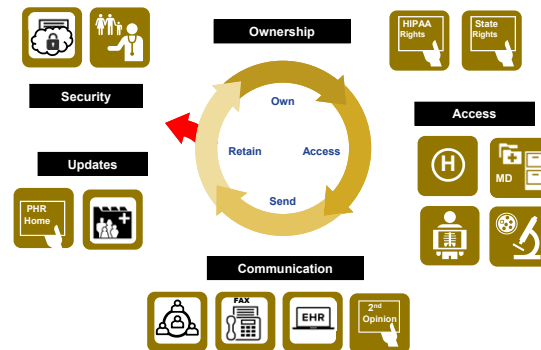 HIPAA
Rights
State
Rights
Ownership
Security
Own
Access
H
MD
Retain
Access
Updates
PHR
Home
Send
Communication
FAX
EHR
2nd
Opinion